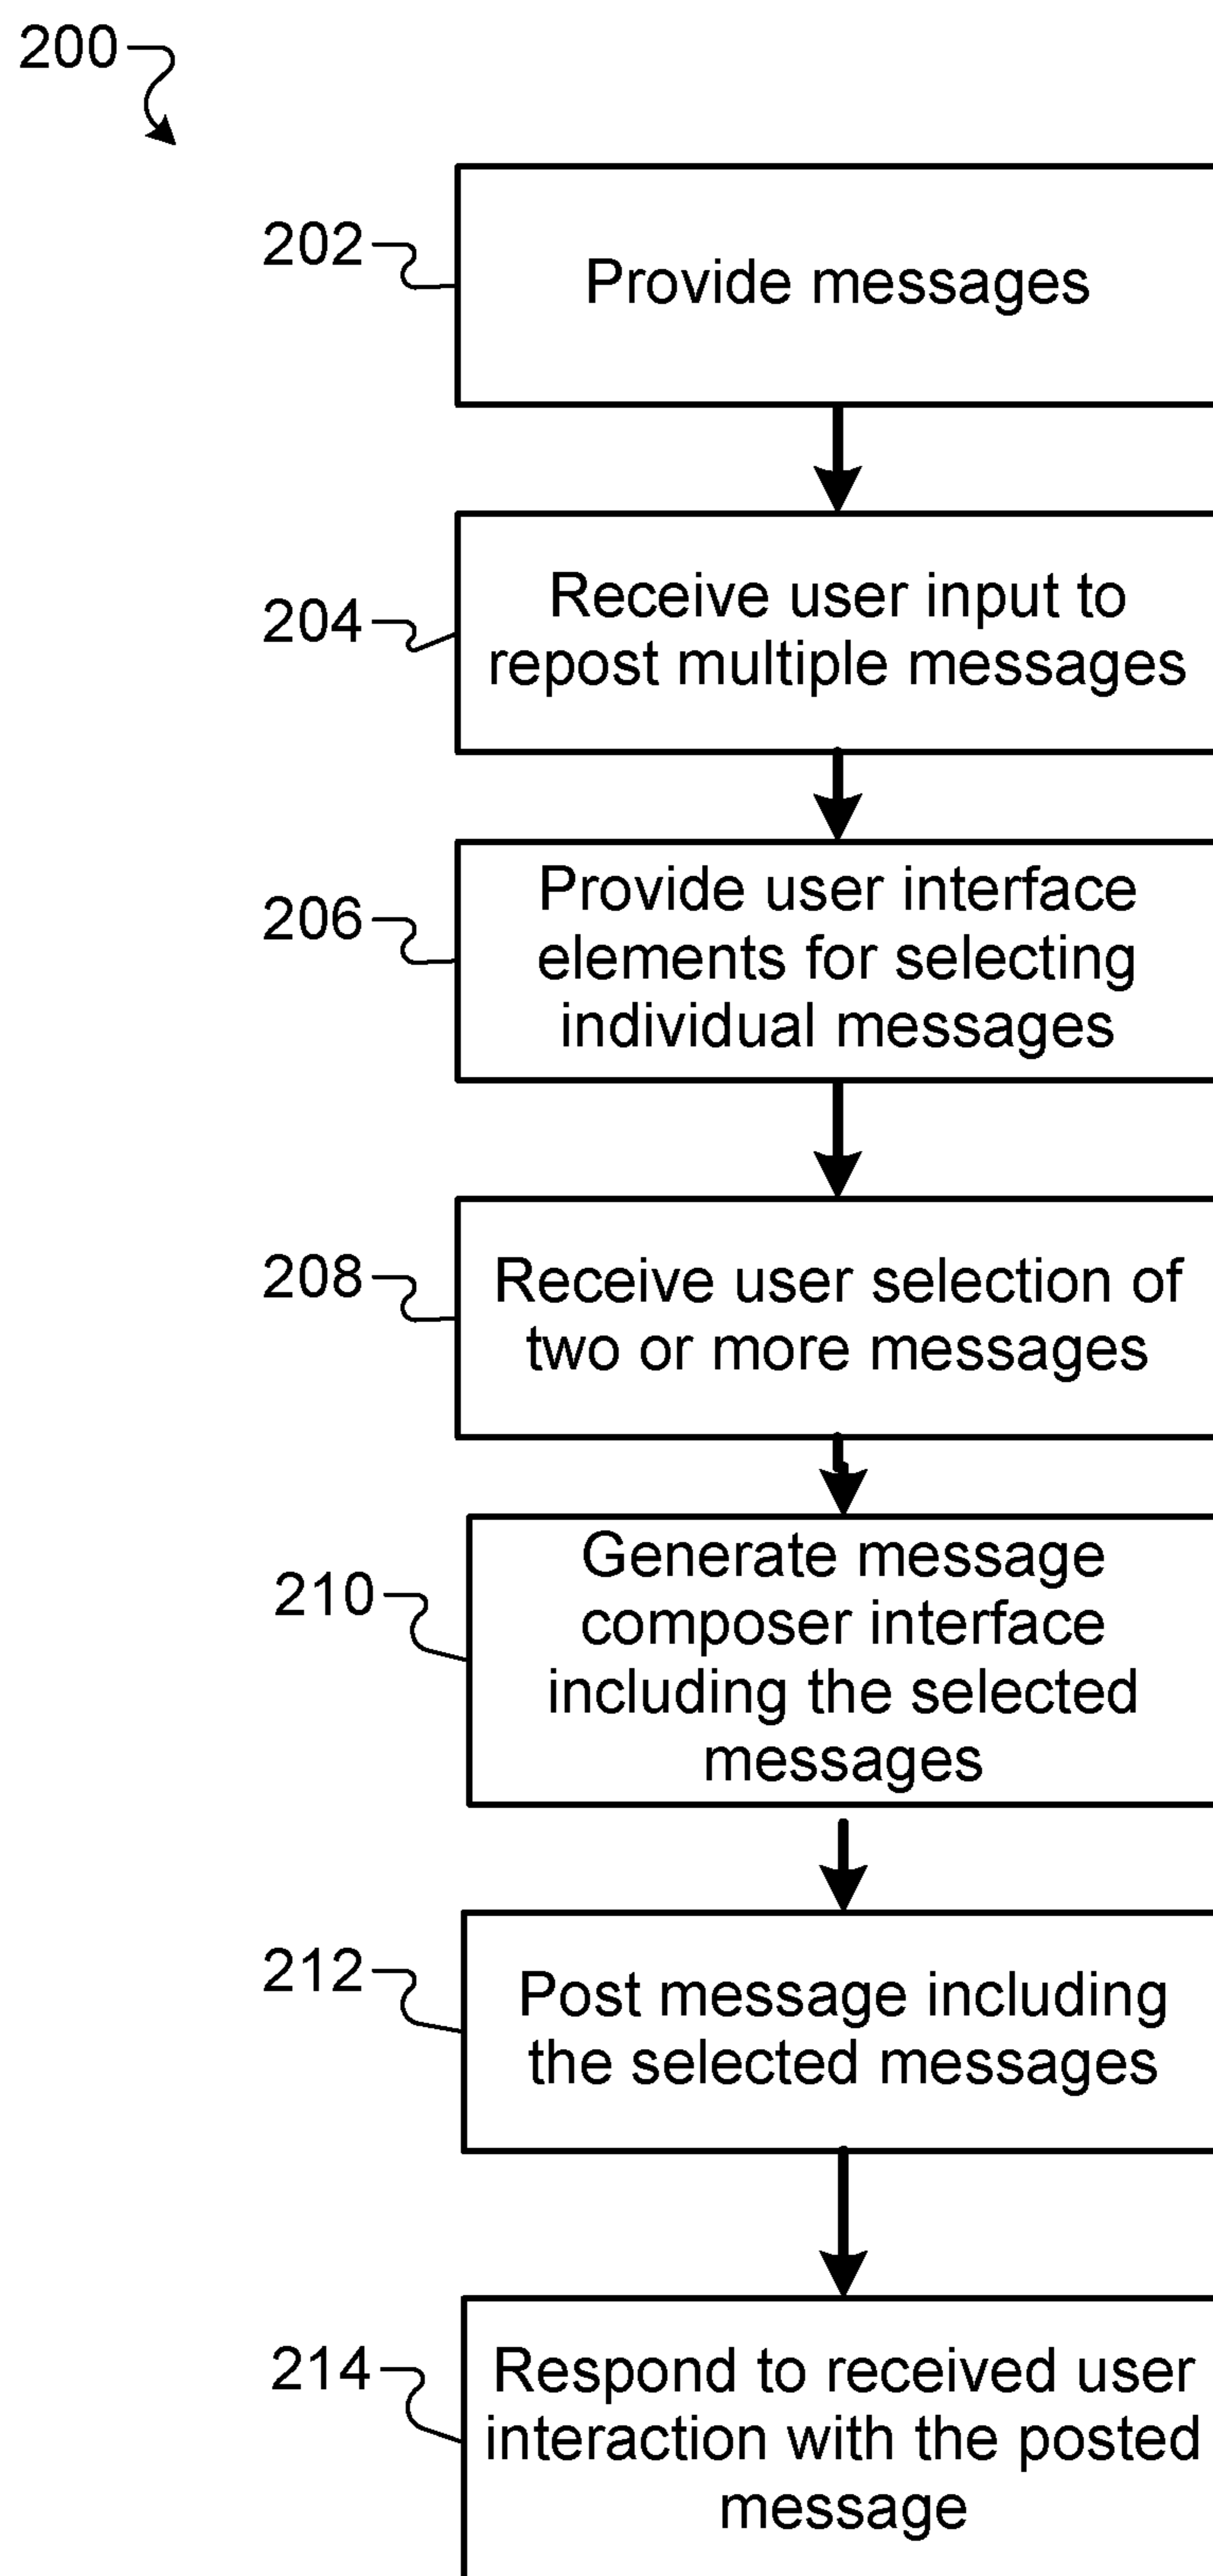 200
202
Provide messages
204
Receive user input to
repost multiple messages
206
Provide user interface
elements for selecting
individual messages
208
Receive user selection of
two or more messages
210
Generate message
composer interface
including the selected
messages
212
Post message including
the selected messages
214
Respond to received user
interaction with the posted
message